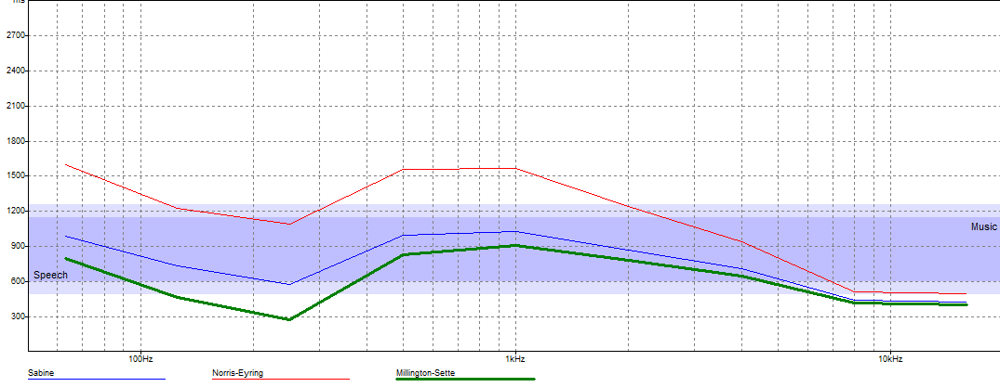 ms
2700
2400
2100
1800
1500
1200
900
600
300
Music
Speech
100Hz 1kHz 10kHz
Sabine Norris-Eyring Millington-Sette